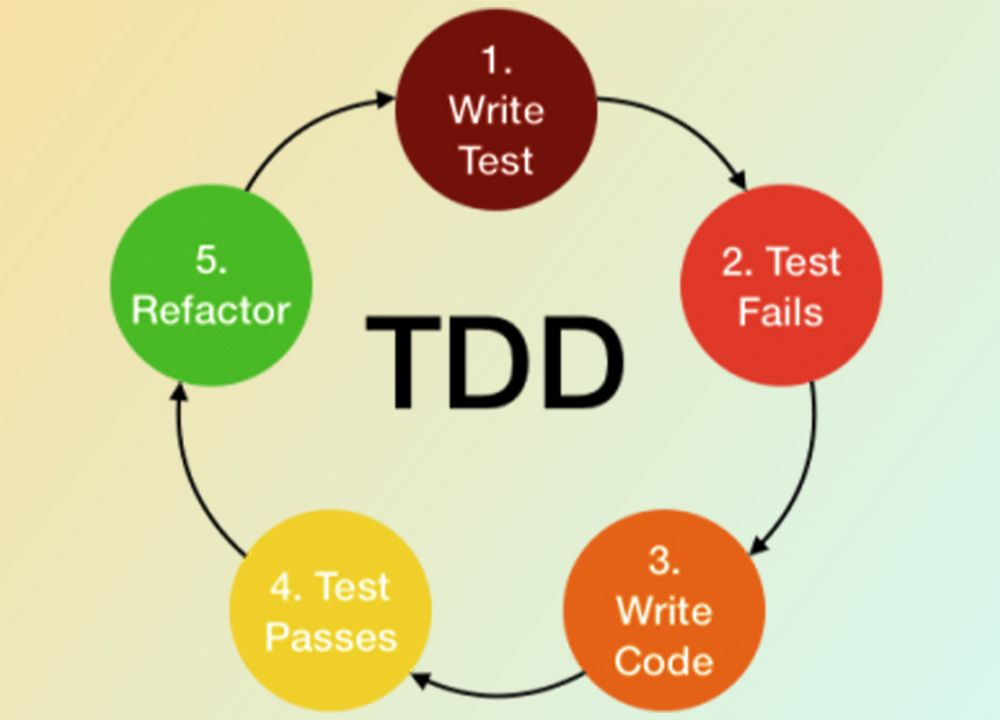 1.
Write
Test
2. Test
Fails
3.
Write
Code
4. Test
Passes
5.
Refactor
TDD